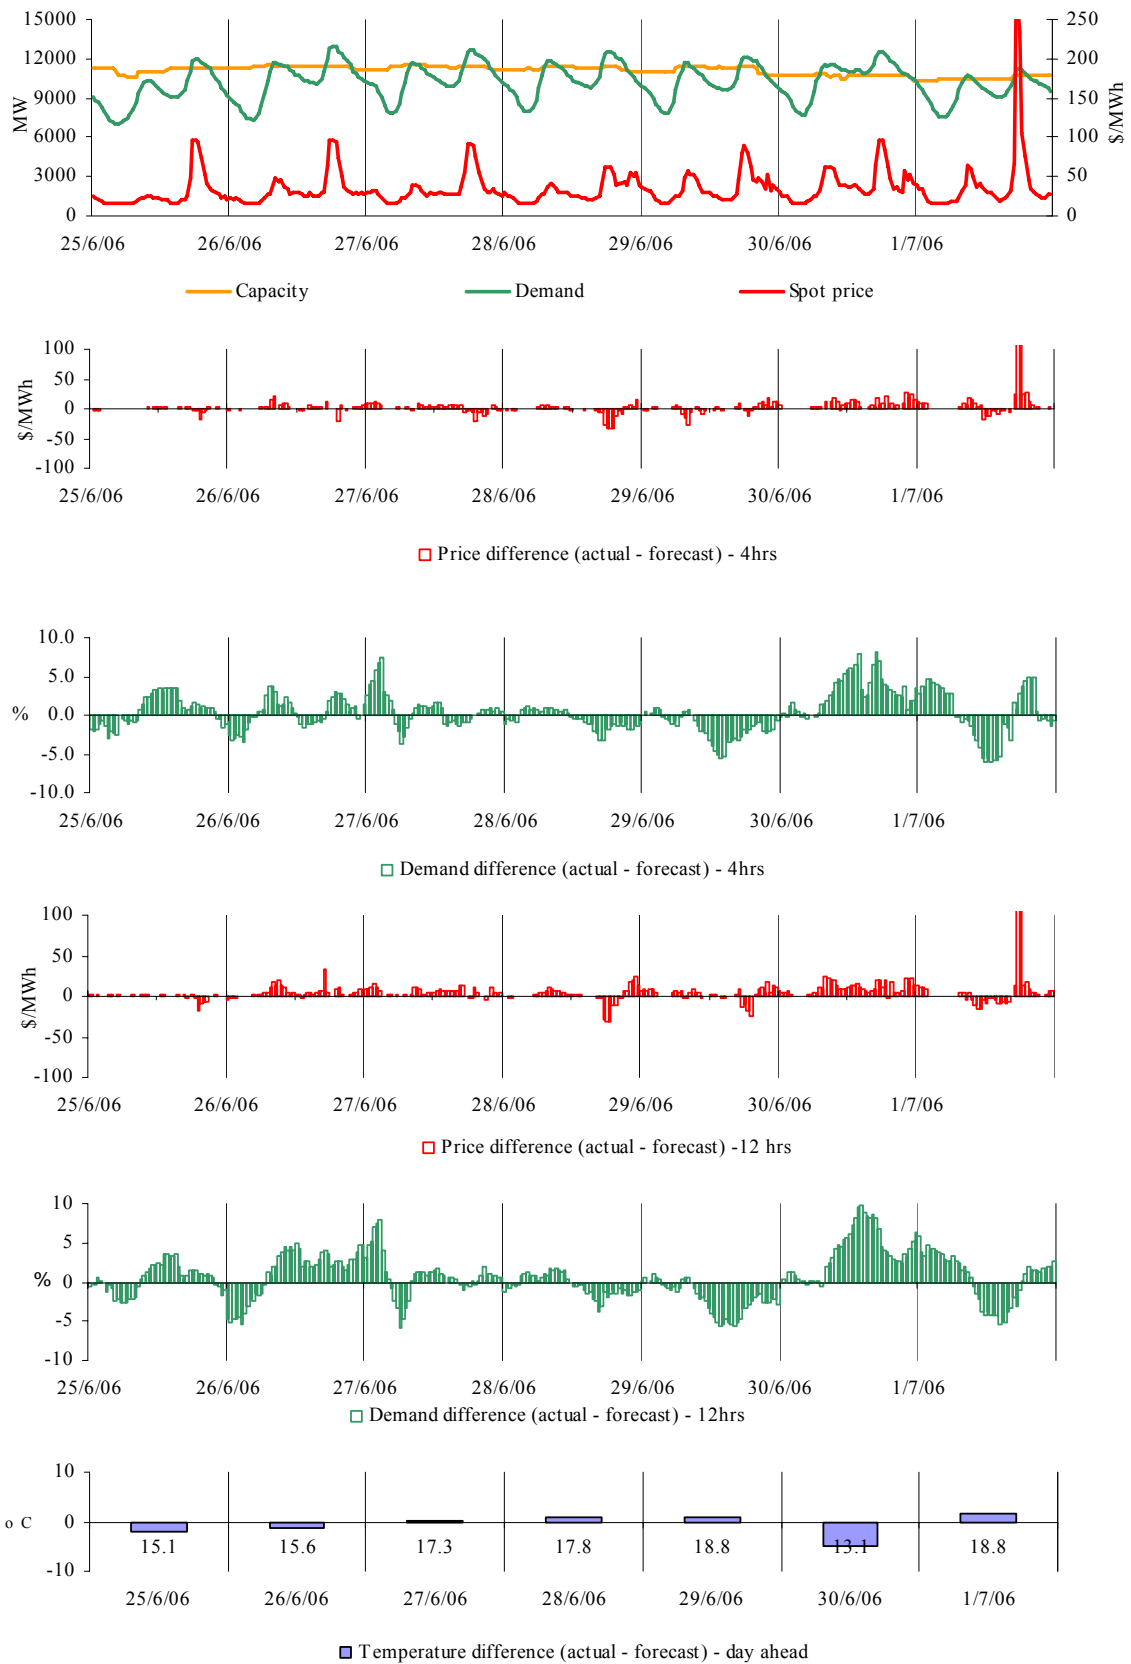 15000
12000
9000
6000
3000
0
MW
250
200
150
100
50
0
$/MWh
25/6/06 26/6/06 27/6/06 28/6/06 29/6/06 30/6/06 1/7/06
Capacity Demand Spot price
100
50
0
-50
-100
$/MWh
25/6/06 26/6/06 27/6/06 28/6/06 29/6/06 30/6/06 1/7/06
Price difference (actual - forecast) - 4hrs
10.0
5.0
0.0
-5.0
-10.0
%
25/6/06 26/6/06 27/6/06 28/6/06 29/6/06 30/6/06 1/7/06
Demand difference (actual - forecast) - 4hrs
100
50
0
-50
-100
$/MWh
25/6/06 26/6/06 27/6/06 28/6/06 29/6/06 30/6/06 1/7/06
Price difference (actual - forecast) -12 hrs
10
5
0
-5
-10
%
25/6/06 26/6/06 27/6/06 28/6/06 29/6/06 30/6/06 1/7/06
Demand difference (actual - forecast) - 12hrs
10
0
-10
o C
15.1 15.6 17.3 17.8 18.8 13.1 18.8
25/6/06 26/6/06 27/6/06 28/6/06 29/6/06 30/6/06 1/7/06
Temperature difference (actual - forecast) - day ahead